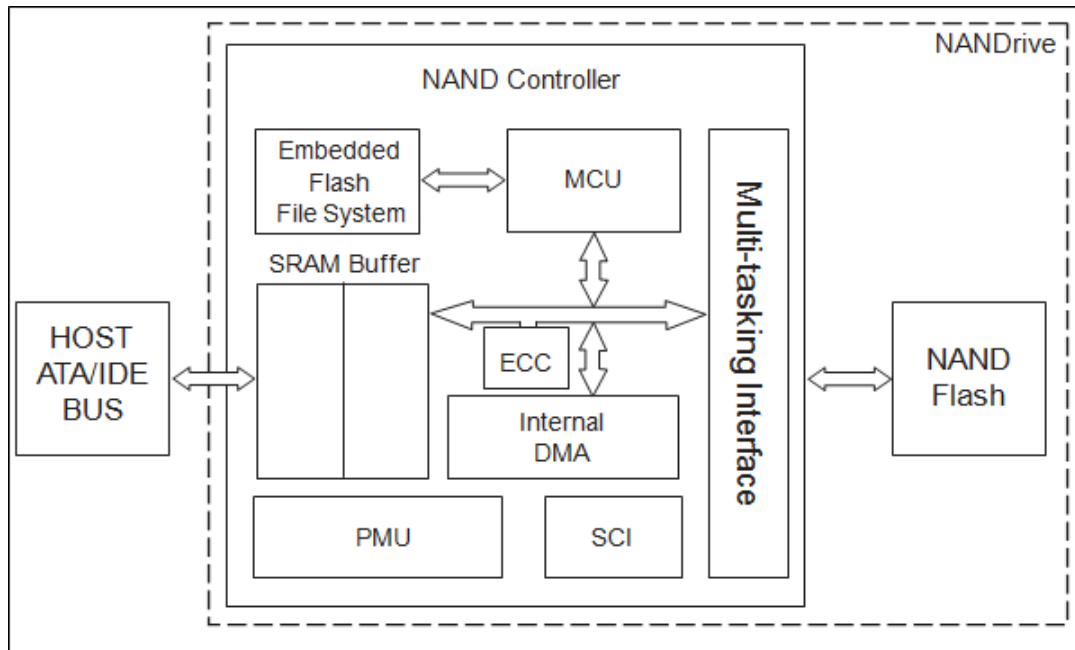 NANDrive
NAND Controller
Embedded
Flash
File System
MCU
Multi-tasking Interface
SRAM Buffer
HOST
ATA/IDE
BUS
ECC
NAND
Flash
Internal
DMA
PMU
SCI